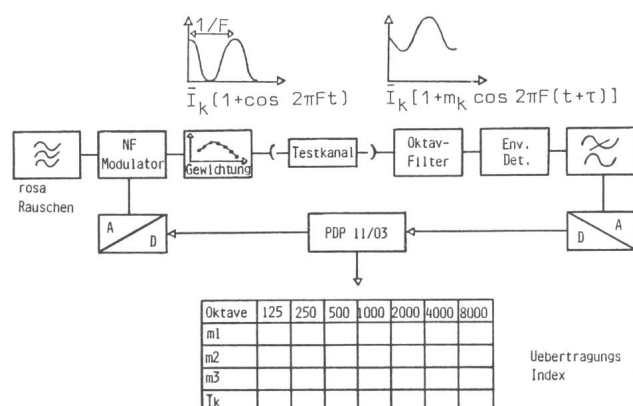 1/F
Ī_k(1+cos 2πFt)
Ī_k[1+m_k cos 2πF(t+τ)]
NF
Modulator
Gewichtung
Testkanal
Oktav-
Filter
Env.
Det.
rosa
Rauschen
A
D
PDP 11/03
D
A
Oktave 125 250 500 1000 2000 4000 8000
m1
m2
m3
Tk
Uebertragungs
Index